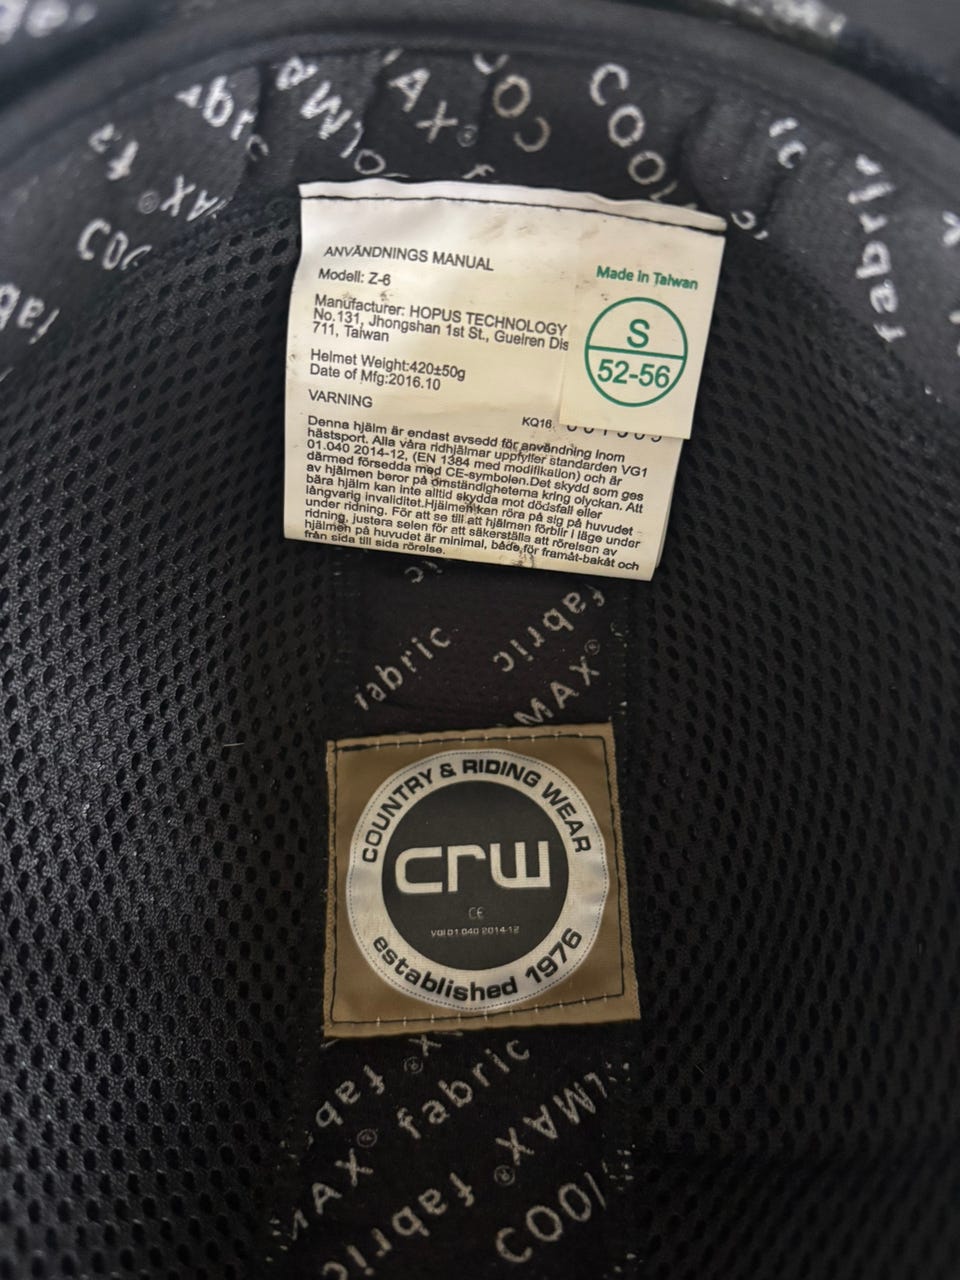 ANVÄNDNINGS MANUAL
Modell: Z-6
Manufacturer: HOPUS TECHNOLOGY
No.131, Jhongshan 1st St., Gueiren Dis
711, Taiwan
Helmet Weight:420±50g
Date of Mfg:2016.10
VARNING
Made in Taiwan
S
52-56
KQ16
Denna hjälm är endast avsedd för användning inom
hästsport. Alla våra ridhjälmar uppfyller standarden VG1
01.040 2014-12, (EN 1384 med modifikation) och är
därmed försedda med CE-symbolen.Det skydd som ges
av hjälmen beror på omständigheterna kring olyckan. Att
bära hjälm kan inte alltid skydda mot dödsfall eller
långvarig invaliditet.Hjälmen kan röra på sig på huvudet
under ridning. För att se till att hjälmen förblir i läge under
ridning, justera selen för att säkerställa att rörelsen av
hjälmen på huvudet är minimal, både för framåt-bakåt och
från sida till sida rörelse.
fabric
fabric
MAX®
COUNTRY & RIDING WEAR
crw
CE
VG1 01.040 2014-12
established 1976
fabric
MAX®
fabric
COOL